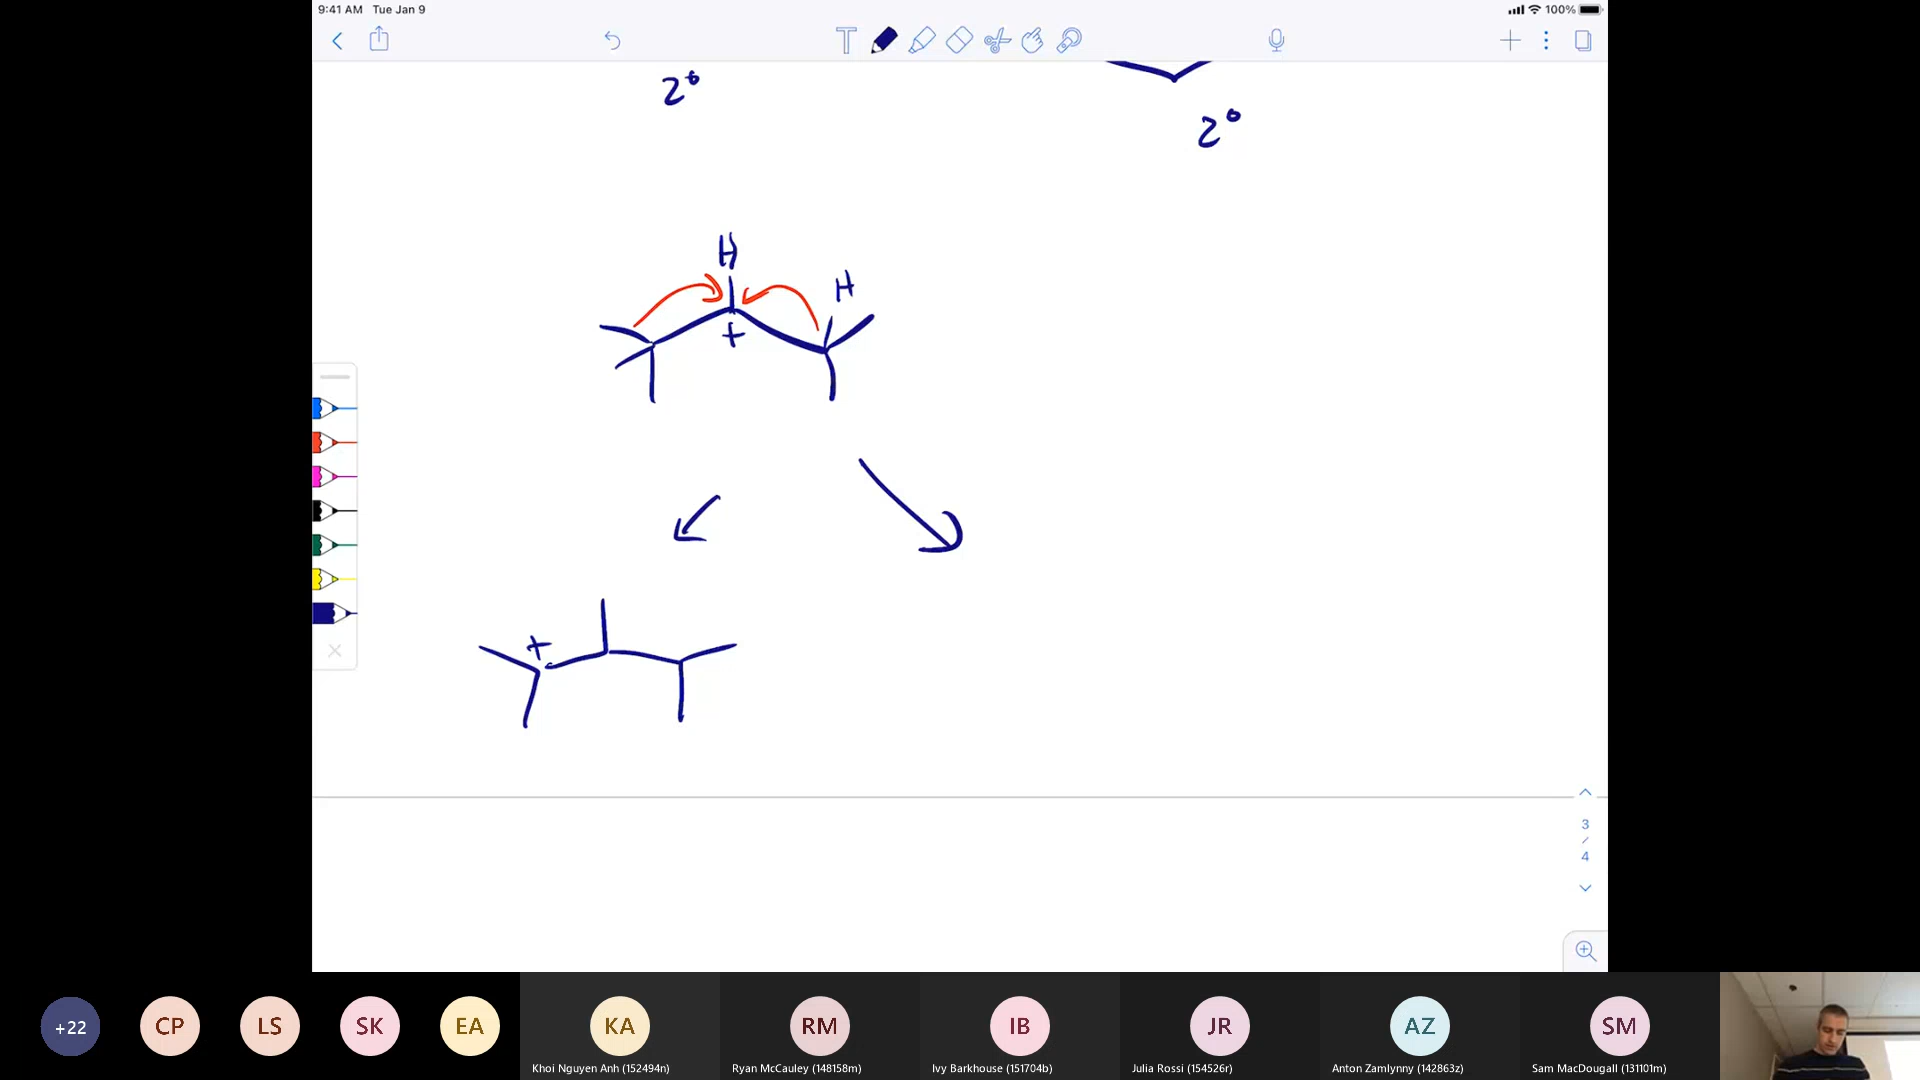 9:41 AM Tue Jan 9
100%
T
2°
2°
H
H
+
+
3
/
4
+22
CP
LS
SK
EA
KA
RM
IB
JR
AZ
SM
Khoi Nguyen Anh (152494n)
Ryan McCauley (148158m)
Ivy Barkhouse (151704b)
Julia Rossi (154526r)
Anton Zamlynny (142863z)
Sam MacDougall (131101m)